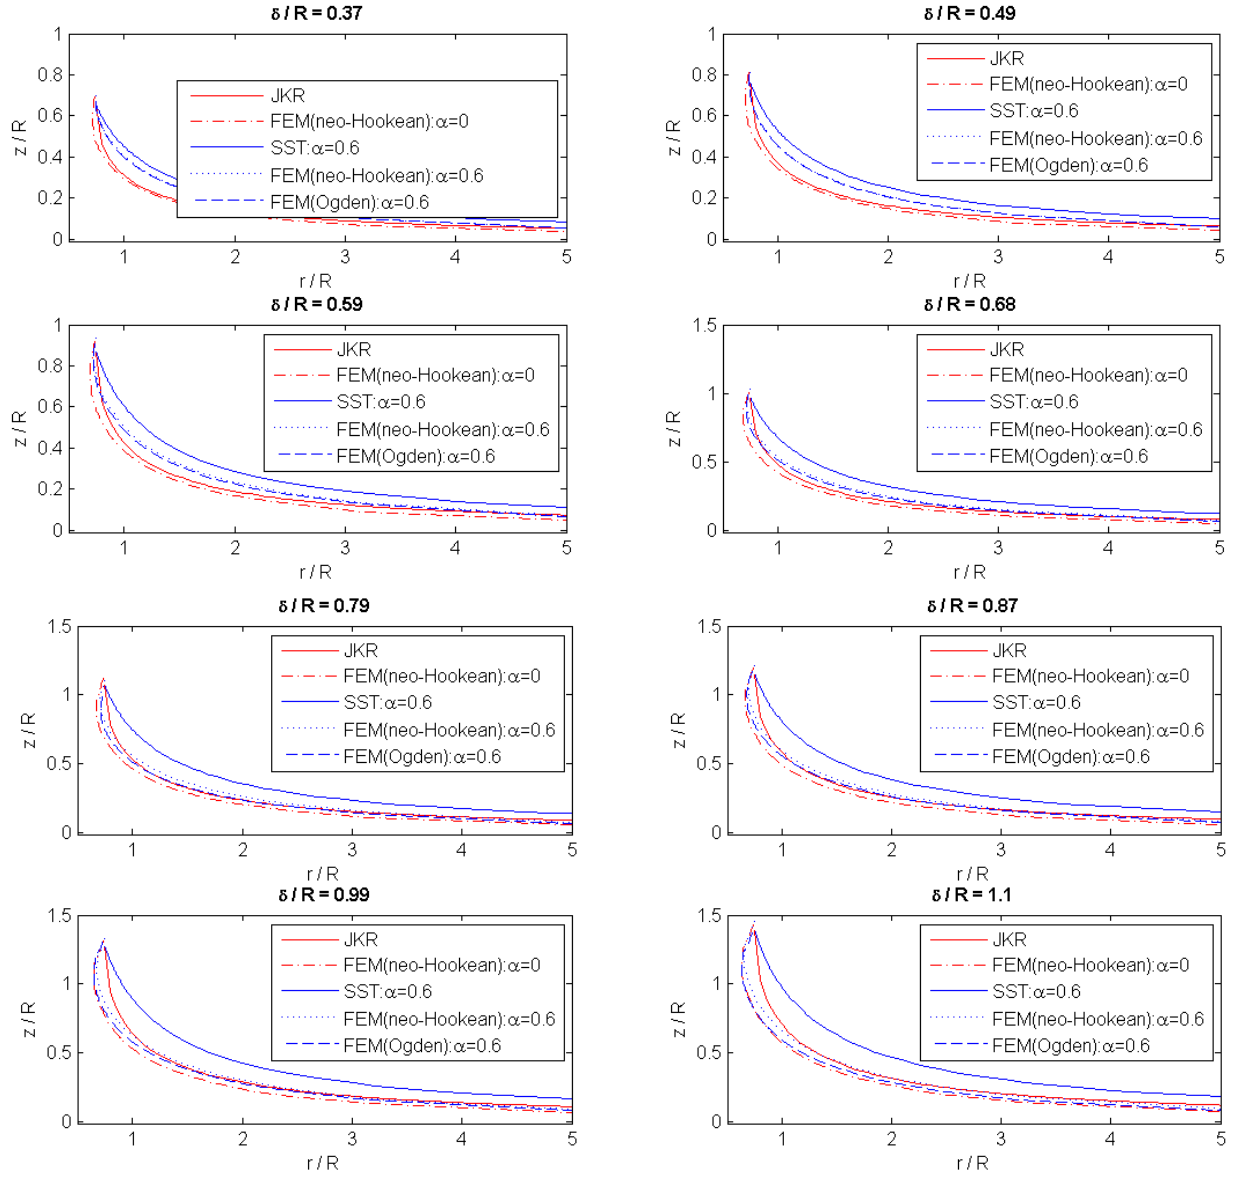 δ / R = 0.37
1
0.8
0.6
0.4
0.2
0
z / R
JKR
FEM(neo-Hookean):α=0
SST:α=0.6
FEM(neo-Hookean):α=0.6
FEM(Ogden):α=0.6
1 2 3 4 5
r / R
δ / R = 0.49
1
0.8
0.6
0.4
0.2
0
z / R
JKR
FEM(neo-Hookean):α=0
SST:α=0.6
FEM(neo-Hookean):α=0.6
FEM(Ogden):α=0.6
1 2 3 4 5
r / R
δ / R = 0.59
1
0.8
0.6
0.4
0.2
0
z / R
JKR
FEM(neo-Hookean):α=0
SST:α=0.6
FEM(neo-Hookean):α=0.6
FEM(Ogden):α=0.6
1 2 3 4 5
r / R
δ / R = 0.68
1.5
1
0.5
0
z / R
JKR
FEM(neo-Hookean):α=0
SST:α=0.6
FEM(neo-Hookean):α=0.6
FEM(Ogden):α=0.6
1 2 3 4 5
r / R
δ / R = 0.79
1.5
1
0.5
0
z / R
JKR
FEM(neo-Hookean):α=0
SST:α=0.6
FEM(neo-Hookean):α=0.6
FEM(Ogden):α=0.6
1 2 3 4 5
r / R
δ / R = 0.87
1.5
1
0.5
0
z / R
JKR
FEM(neo-Hookean):α=0
SST:α=0.6
FEM(neo-Hookean):α=0.6
FEM(Ogden):α=0.6
1 2 3 4 5
r / R
δ / R = 0.99
1.5
1
0.5
0
z / R
JKR
FEM(neo-Hookean):α=0
SST:α=0.6
FEM(neo-Hookean):α=0.6
FEM(Ogden):α=0.6
1 2 3 4 5
r / R
δ / R = 1.1
1.5
1
0.5
0
z / R
JKR
FEM(neo-Hookean):α=0
SST:α=0.6
FEM(neo-Hookean):α=0.6
FEM(Ogden):α=0.6
1 2 3 4 5
r / R